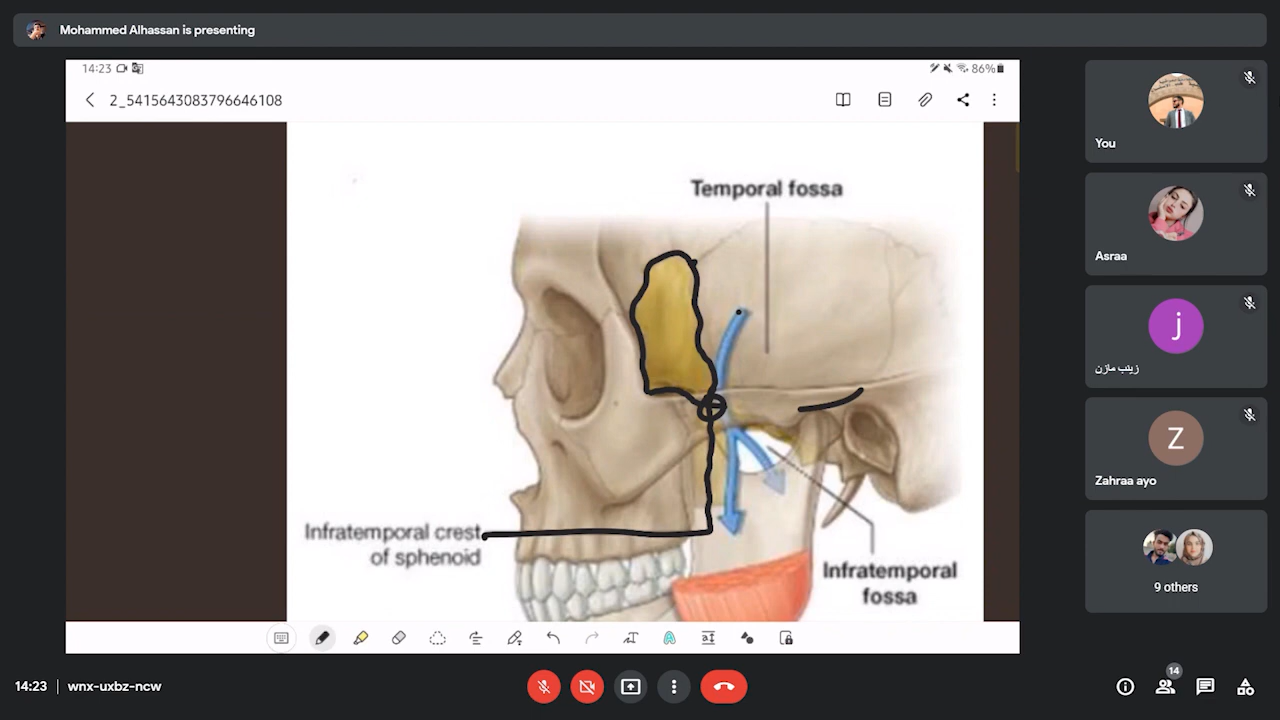 Mohammed Alhassan is presenting
14:23
86%
2_5415643083796646108
Temporal fossa
Infratemporal crest
of sphenoid
Infratemporal
fossa
You
Asraa
j
زينب مازن
Z
Zahraa ayo
9 others
14:23 | wnx-uxbz-ncw
14